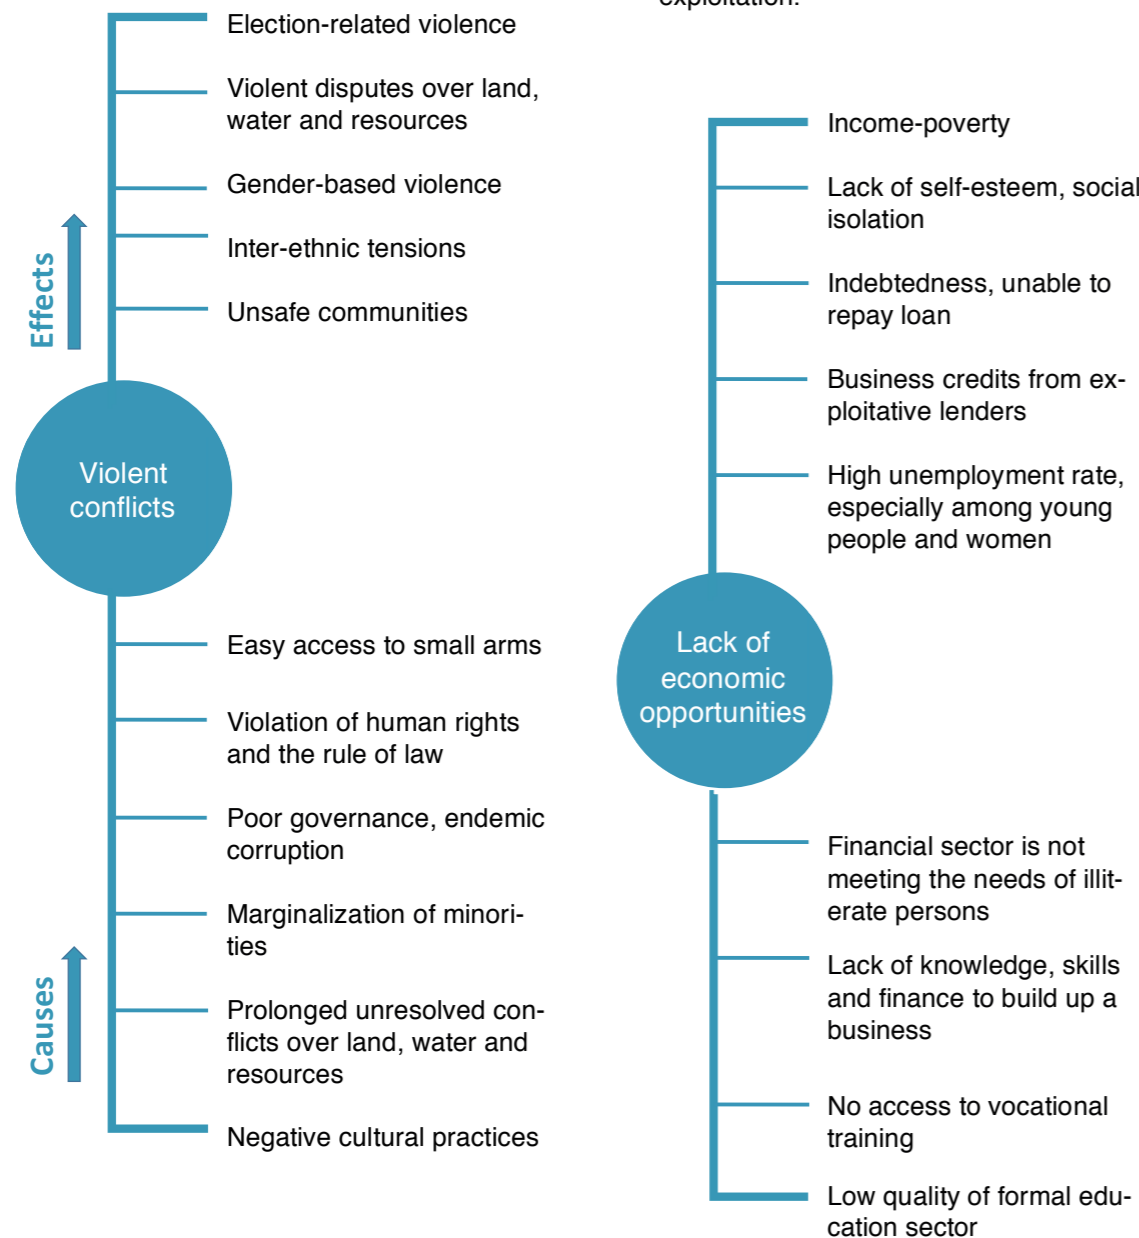 exploitation.
Election-related violence
Violent disputes over land,
water and resources
Gender-based violence
Inter-ethnic tensions
Unsafe communities
Effects
Violent
conflicts
Easy access to small arms
Violation of human rights
and the rule of law
Poor governance, endemic
corruption
Marginalization of minori-
ties
Prolonged unresolved con-
flicts over land, water and
resources
Negative cultural practices
Causes
Income-poverty
Lack of self-esteem, social
isolation
Indebtedness, unable to
repay loan
Business credits from ex-
ploitative lenders
High unemployment rate,
especially among young
people and women
Lack of
economic
opportunities
Financial sector is not
meeting the needs of illit-
erate persons
Lack of knowledge, skills
and finance to build up a
business
No access to vocational
training
Low quality of formal edu-
cation sector